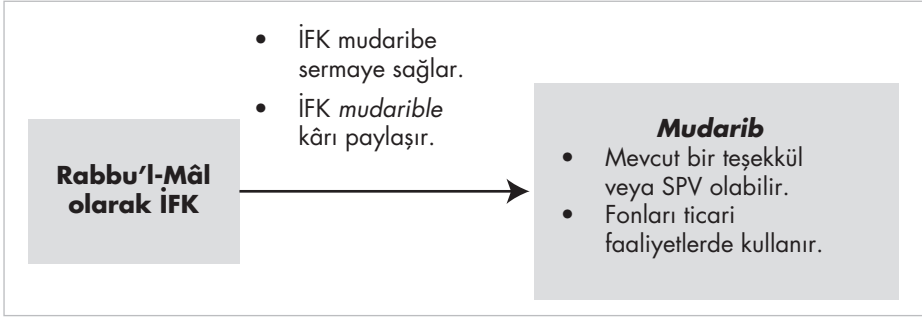 • İFK mudaribe
sermaye sağlar.
• İFK mudarible
kârı paylaşır.
Rabbu'l-Mâl
olarak İFK
Mudarib
• Mevcut bir teşekkül
veya SPV olabilir.
• Fonları ticari
faaliyetlerde kullanır.